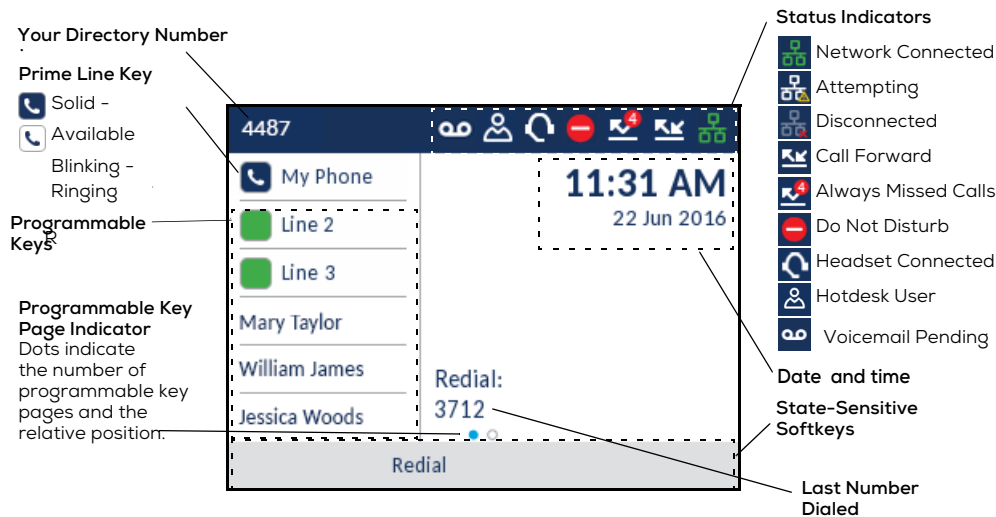 Your Directory Number
Prime Line Key
Solid -
Available
Blinking -
Ringing
Programmable
Keys
R
Programmable Key
Page Indicator
Dots indicate
the number of
programmable key
pages and the
relative position.
4487
4
My Phone
Line 2
Line 3
Mary Taylor
William James
Jessica Woods
11:31 AM
22 Jun 2016
Redial:
3712
Redial
Status Indicators
Network Connected
Attempting
Disconnected
Call Forward
4
Always Missed Calls
Do Not Disturb
Headset Connected
Hotdesk User
Voicemail Pending
Date and time
State-Sensitive
Softkeys
Last Number
Dialed